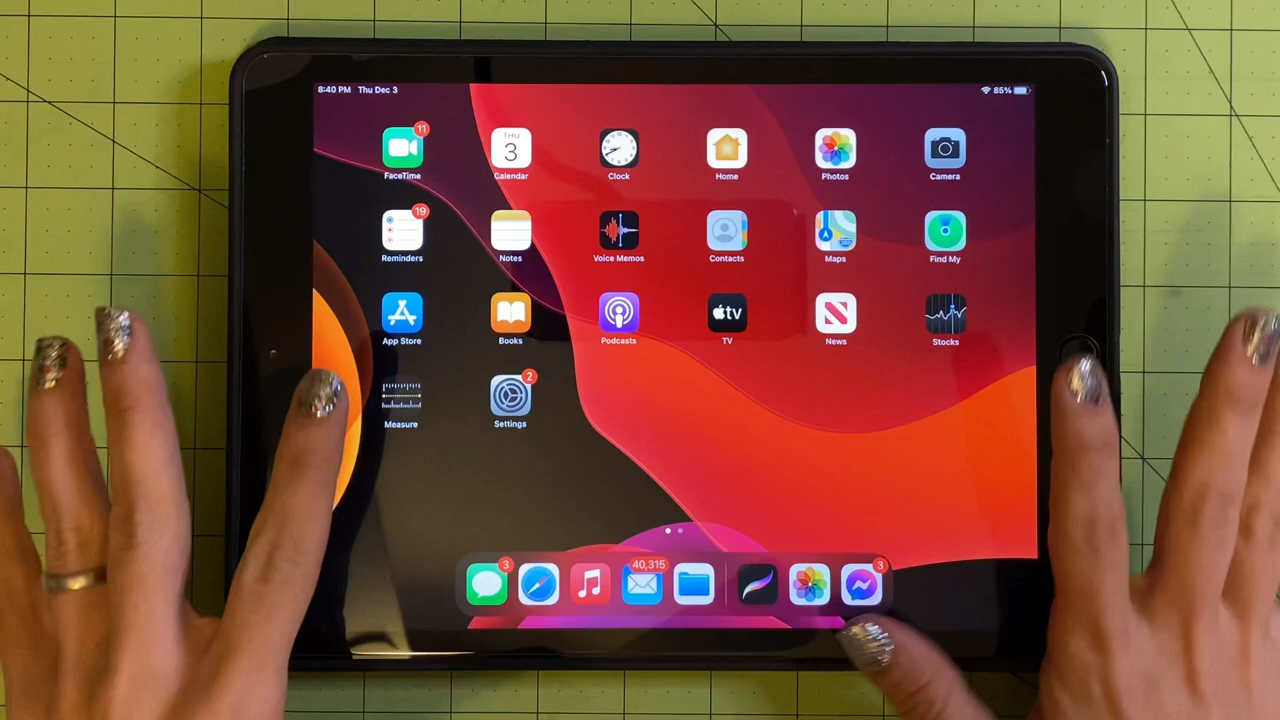 8:40 PM Thu Dec 3 85%
11 THU
3
FaceTime Calendar Clock Home Photos Camera
19
Reminders Notes Voice Memos Contacts Maps Find My
tv
App Store Books Podcasts TV News Stocks
2
Measure Settings
3 40,315 3